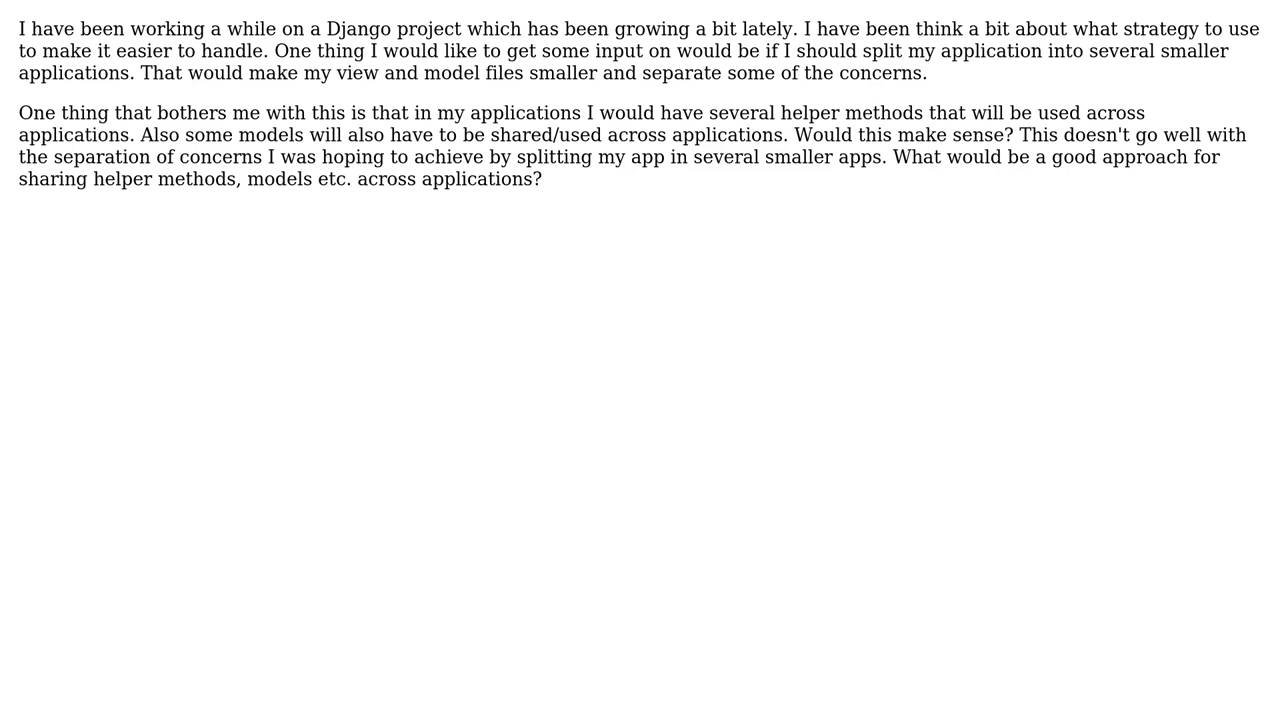 I have been working a while on a Django project which has been growing a bit lately. I have been think a bit about what strategy to use
to make it easier to handle. One thing I would like to get some input on would be if I should split my application into several smaller
applications. That would make my view and model files smaller and separate some of the concerns.
One thing that bothers me with this is that in my applications I would have several helper methods that will be used across
applications. Also some models will also have to be shared/used across applications. Would this make sense? This doesn't go well with
the separation of concerns I was hoping to achieve by splitting my app in several smaller apps. What would be a good approach for
sharing helper methods, models etc. across applications?